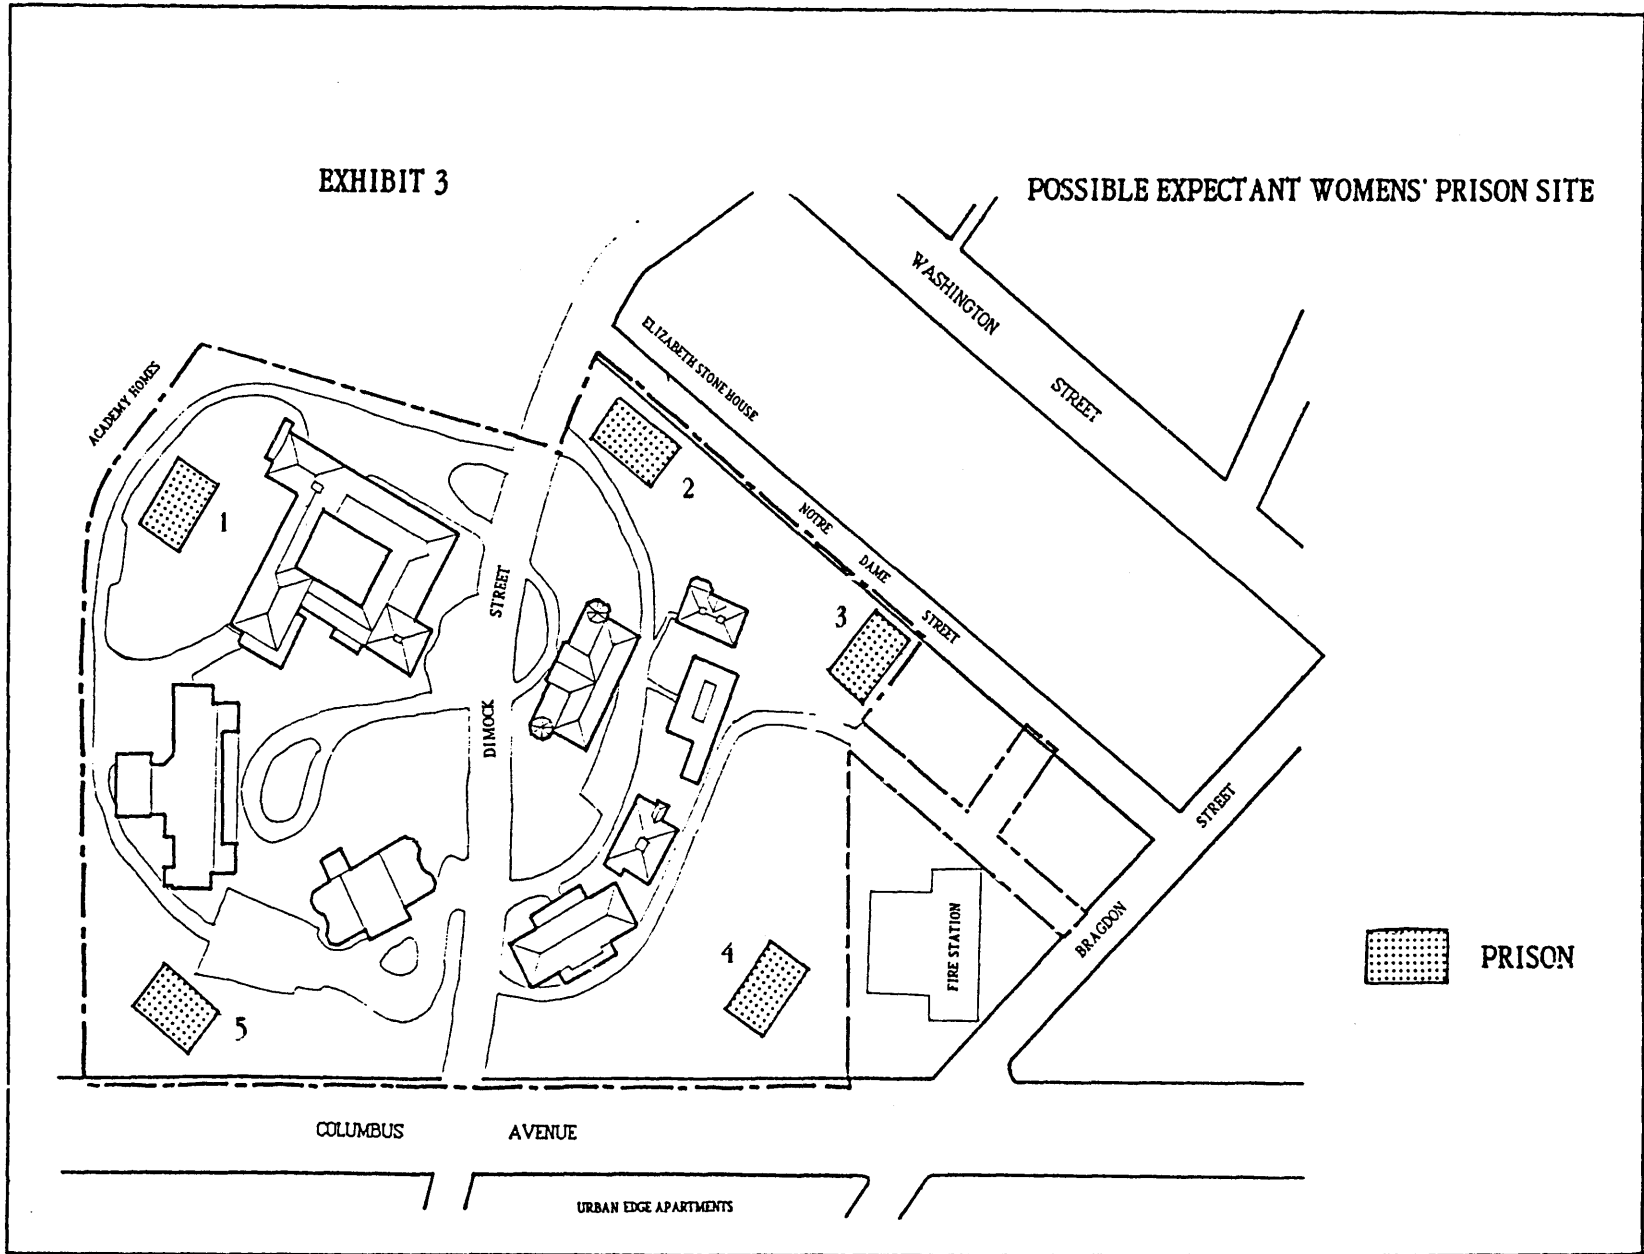 EXHIBIT 3
POSSIBLE EXPECTANT WOMENS' PRISON SITE
WASHINGTON
STREET
ELIZABETH STONE HOUSE
ACADEMY HOMES
1
2
NOTRE
DAME
STREET
3
STREET
DIMOCK
STREET
BRAGDON
FIRE STATION
4
5
PRISON
COLUMBUS AVENUE
URBAN EDGE APARTMENTS